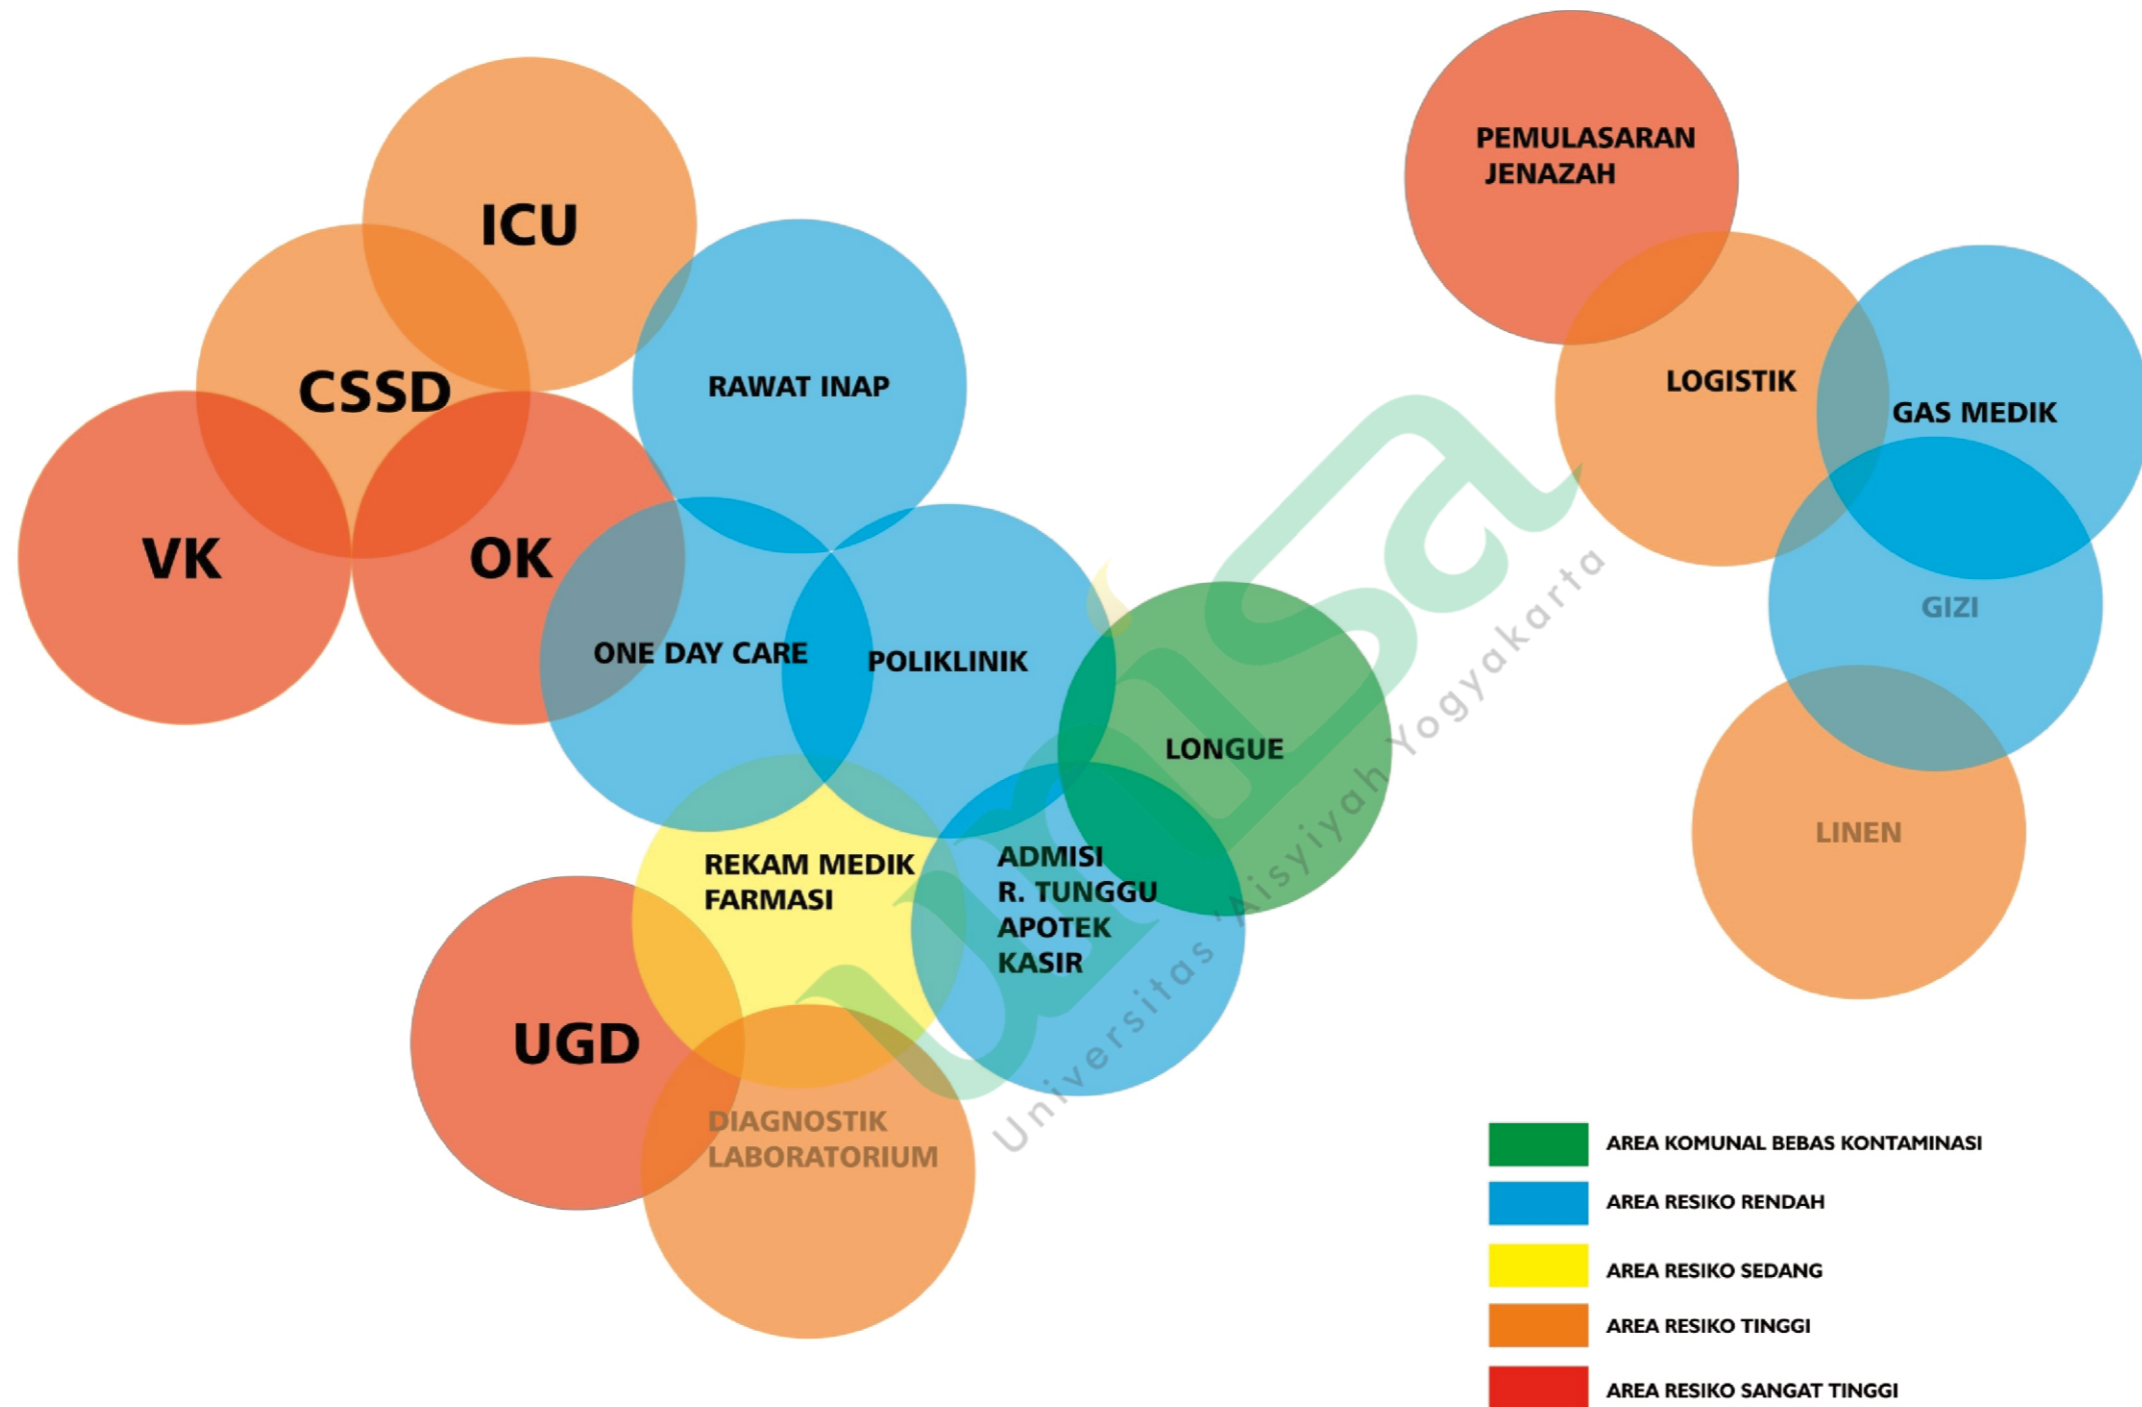 ICU
CSSD
VK
OK
RAWAT INAP
ONE DAY CARE
POLIKLINIK
LONGUE
REKAM MEDIK
FARMASI
ADMISI
R. TUNGGU
APOTEK
KASIR
UGD
DIAGNOSTIK
LABORATORIUM
PEMULASARAN
JENAZAH
LOGISTIK
GAS MEDIK
GIZI
LINEN
unisa
Universitas 'Aisyiyah Yogyakarta
AREA KOMUNAL BEBAS KONTAMINASI
AREA RESIKO RENDAH
AREA RESIKO SEDANG
AREA RESIKO TINGGI
AREA RESIKO SANGAT TINGGI